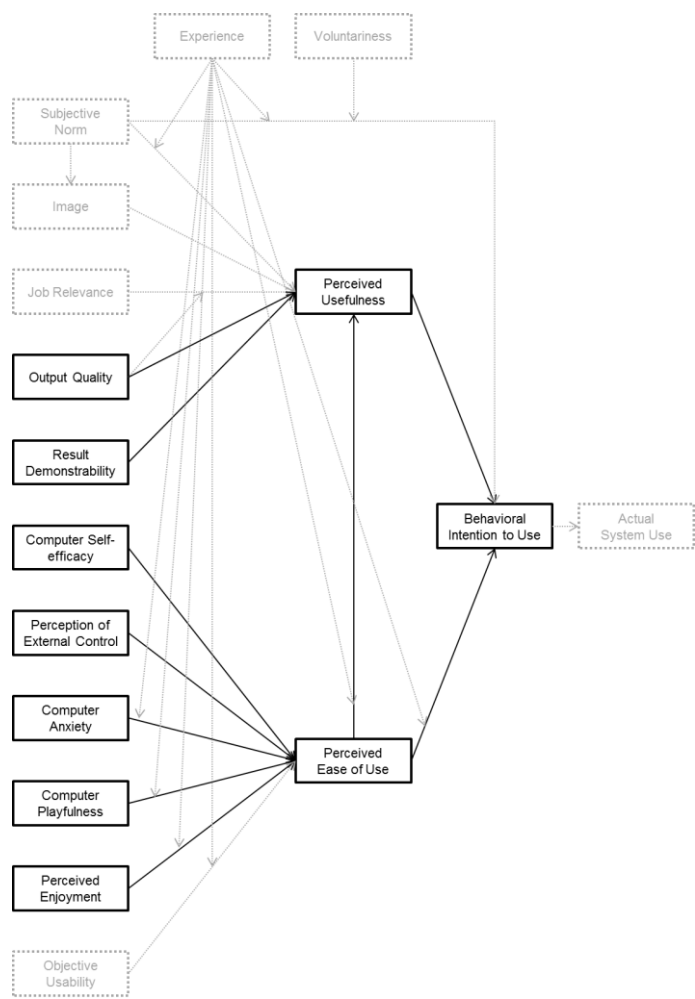 Experience
Voluntariness
Subjective
Norm
Image
Job Relevance
Perceived
Usefulness
Output Quality
Result
Demonstrability
Computer Self-
efficacy
Behavioral
Intention to Use
Actual
System Use
Perception of
External Control
Computer
Anxiety
Perceived
Ease of Use
Computer
Playfulness
Perceived
Enjoyment
Objective
Usability